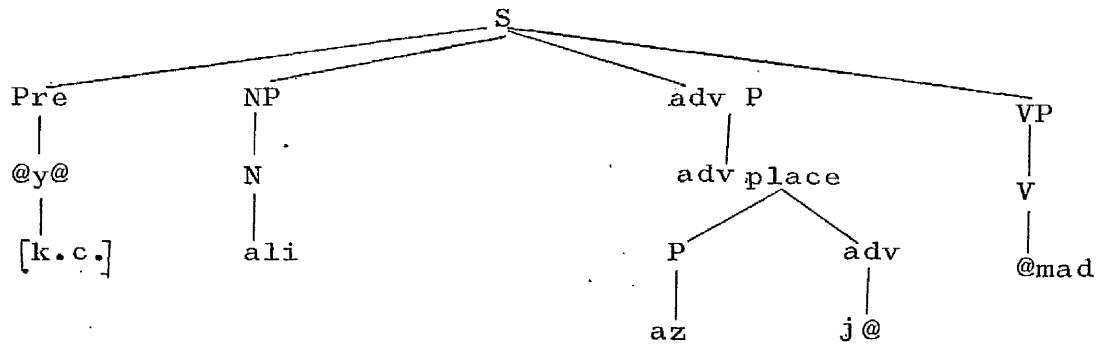 S
Pre NP adv P VP
@y@ N adv place V
[k.c.] ali P adv @mad
az j@